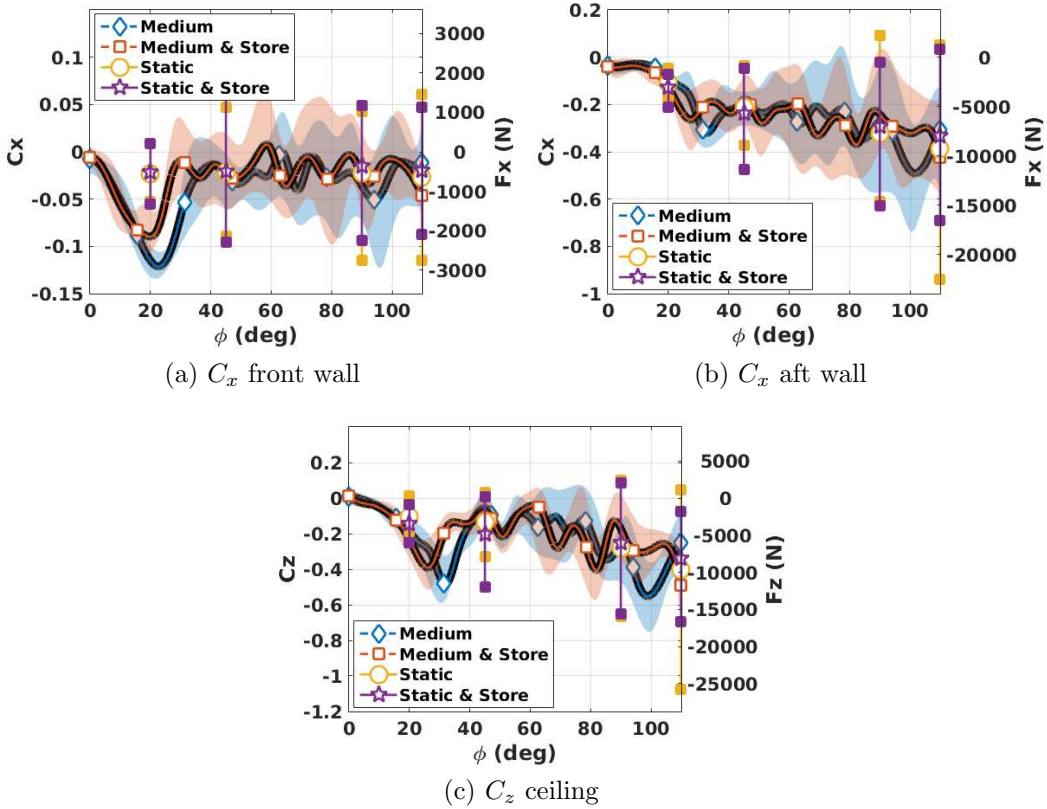 Medium
Medium & Store
Static
Static & Store
0.1
0.05
0
-0.05
-0.1
-0.15
Cx
3000
2000
1000
0
-1000
-2000
-3000
Fx (N)
0 20 40 60 80 100
ϕ (deg)
(a) Cx front wall
0.2
0
-0.2
-0.4
-0.6
-0.8
-1
Cx
0
-5000
-10000
-15000
-20000
Fx (N)
Medium
Medium & Store
Static
Static & Store
0 20 40 60 80 100
ϕ (deg)
(b) Cx aft wall
0.2
0
-0.2
-0.4
-0.6
-0.8
-1
-1.2
Cz
5000
0
-5000
-10000
-15000
-20000
-25000
Fz (N)
Medium
Medium & Store
Static
Static & Store
0 20 40 60 80 100
ϕ (deg)
(c) Cz ceiling